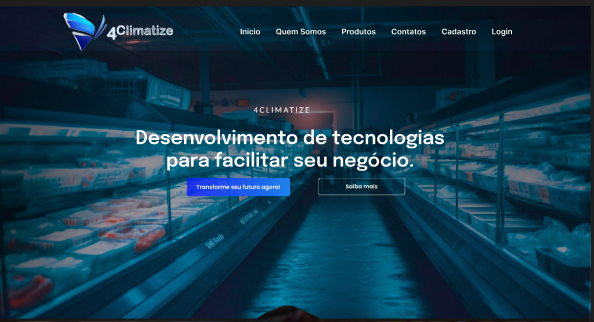 4Climatize
Inicio Quem Somos Produtos Contatos Cadastro Login
4CLIMATIZE
Desenvolvimento de tecnologias
para facilitar seu negócio.
Transforme seu futuro agora! Saiba mais